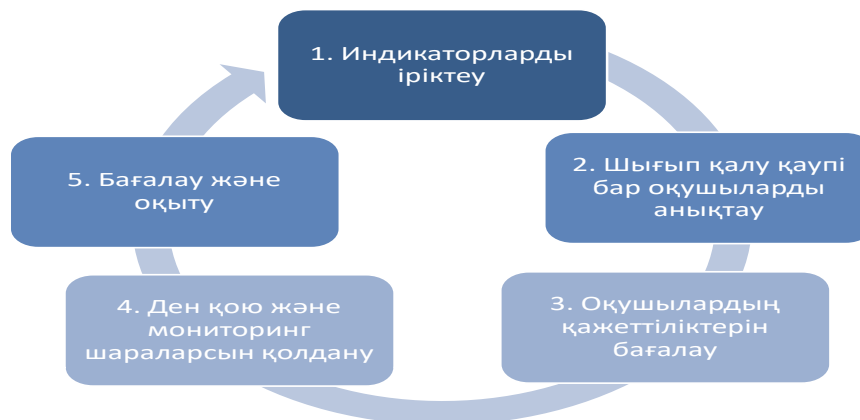 1. Индикаторларды
іріктеу
2. Шығып қалу қаупі
бар оқушыларды
анықтау
3. Оқушылардың
қажеттіліктерін
бағалау
4. Ден қою және
мониторинг
шараларсын қолдану
5. Бағалау және
оқыту